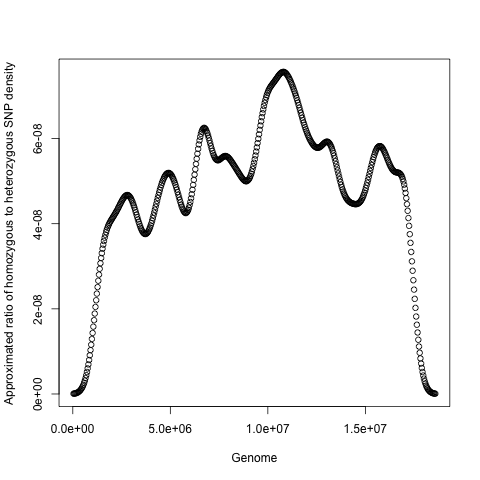 Approximated ratio of homozygous to heterozygous SNP density
6e-08
4e-08
2e-08
0e+00
0.0e+00 5.0e+06 1.0e+07 1.5e+07
Genome